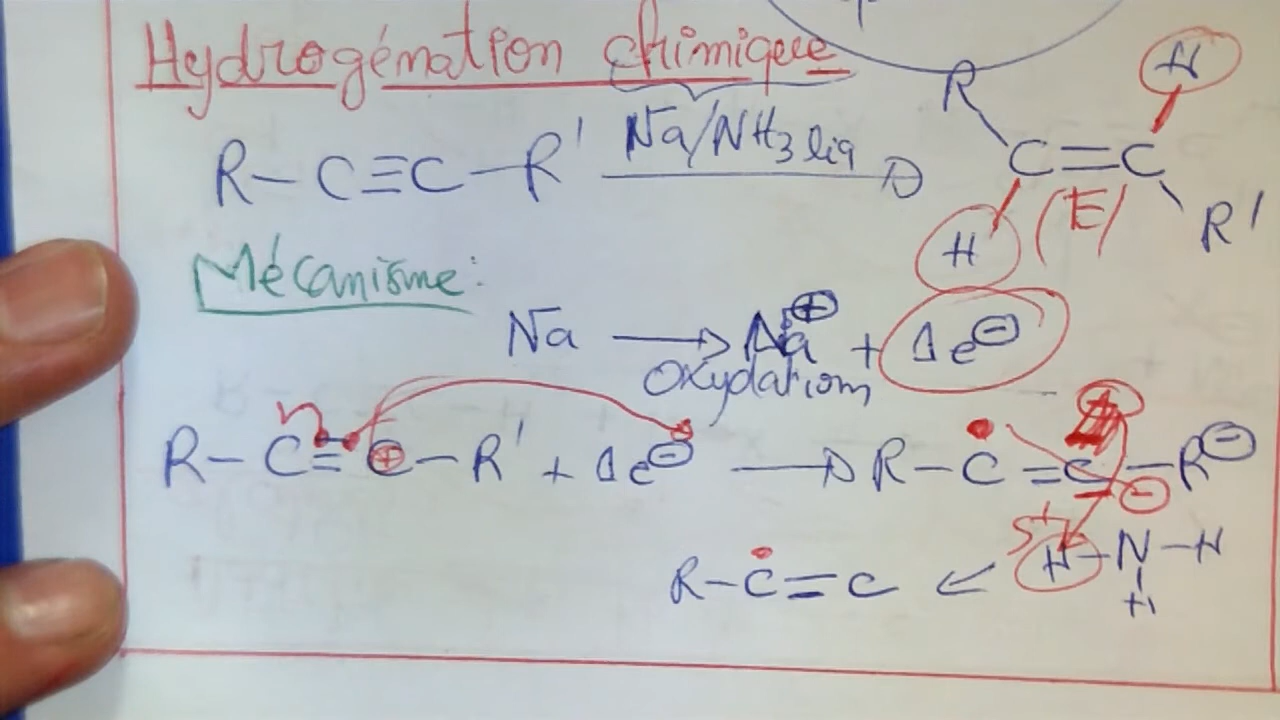 Hydrogénation chimique
R-C≡C-R' Na/NH3 liq → R H C=C H (E) R'
Mécanisme:
Na → Na⊕ + 1e⊖
Oxydation
R-C=C⊕-R' + 1e⊖ → R-C•=C⊖-R⊖
δ+ H-N-H
H
R-C•=C ←